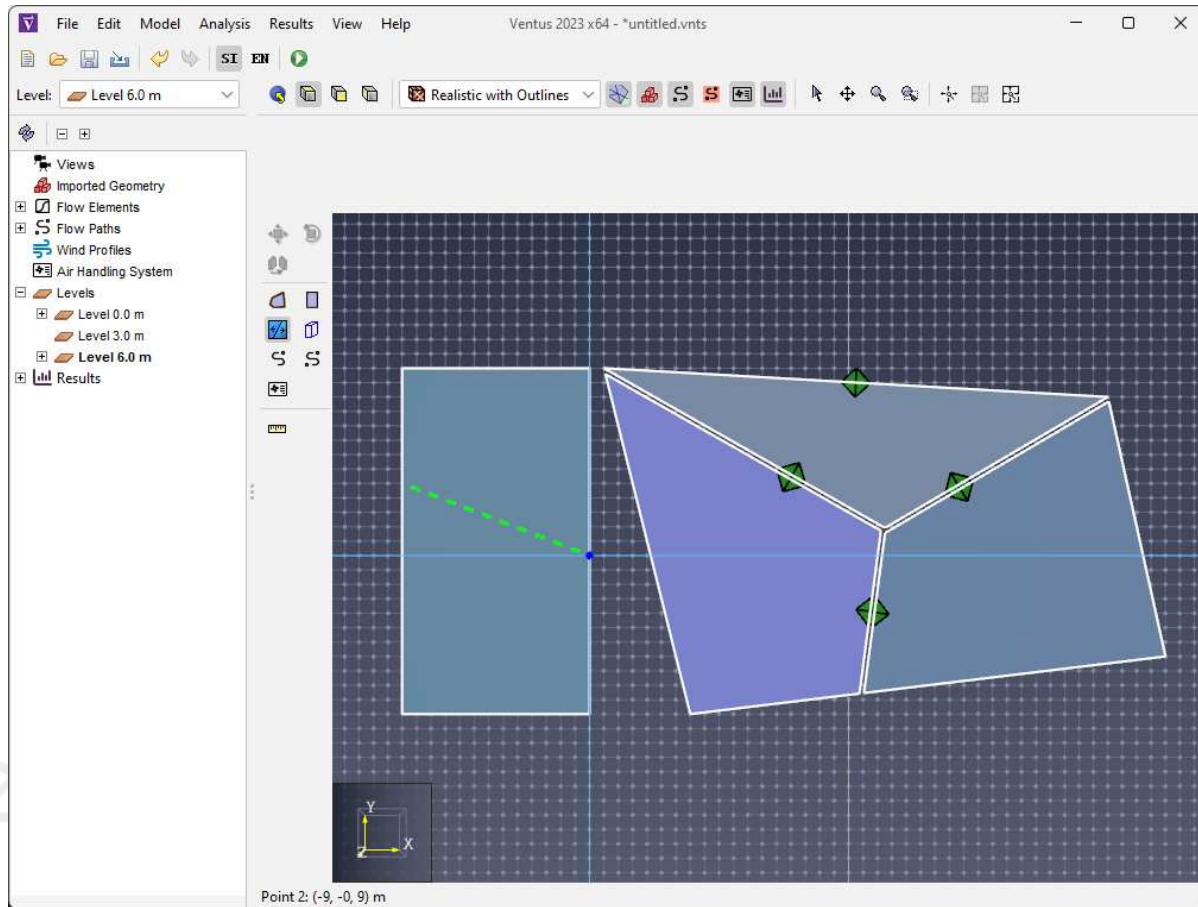 File Edit Model Analysis Results View Help Ventus 2023 x64 - *untitled.vnts
SI EN
Level: Level 6.0 m Realistic with Outlines
Views
Imported Geometry
Flow Elements
Flow Paths
Wind Profiles
Air Handling System
Levels
Level 0.0 m
Level 3.0 m
Level 6.0 m
Results
Y
Z X
Point 2: (-9, -0, 9) m